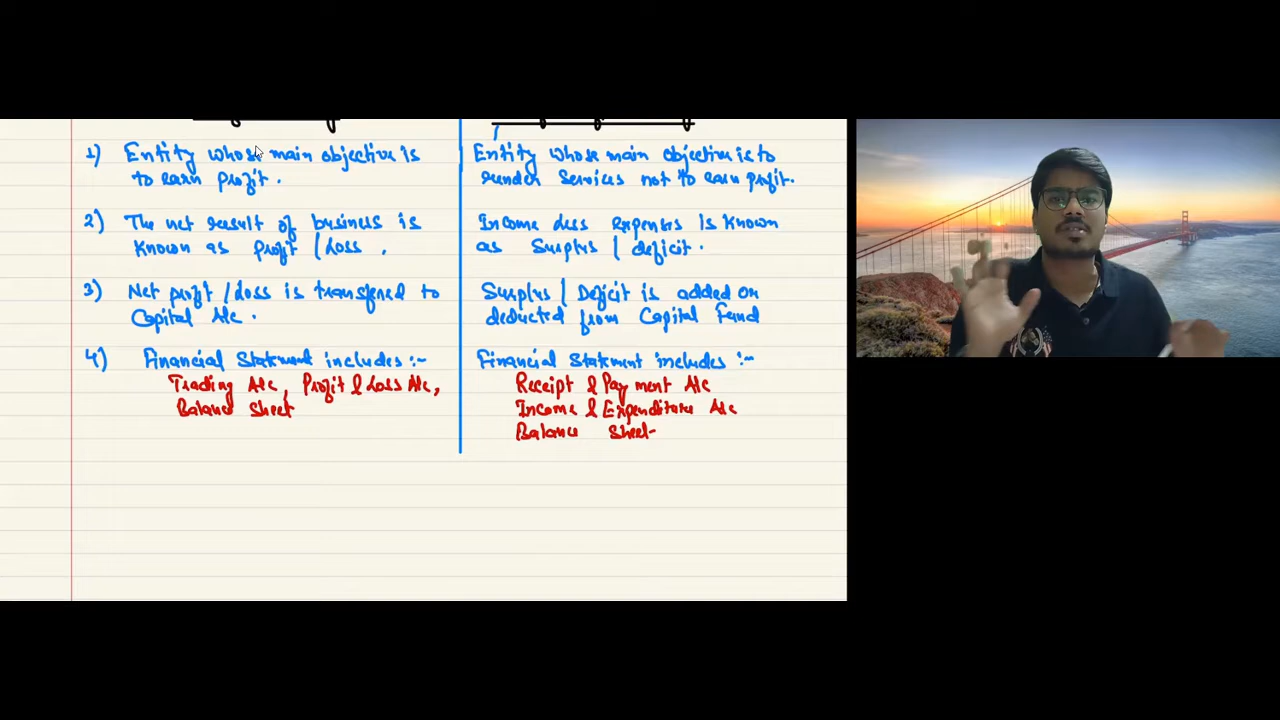 1) Entity whose main objective is
to earn profit.
Entity whose main objective is to
render Services not to earn profit.
2) The net result of business is
known as profit / Loss.
Income less expenses is known
as Surplus / deficit.
3) Net profit / Loss is transfered to
Capital A/c.
Surplus / Deficit is added or
deducted from Capital Fund
4) Financial Statement includes :-
Trading A/c, Profit & Loss A/c,
Balance Sheet
Financial Statement includes :-
Receipt & Payment A/c
Income & Expenditure A/c
Balance Sheet